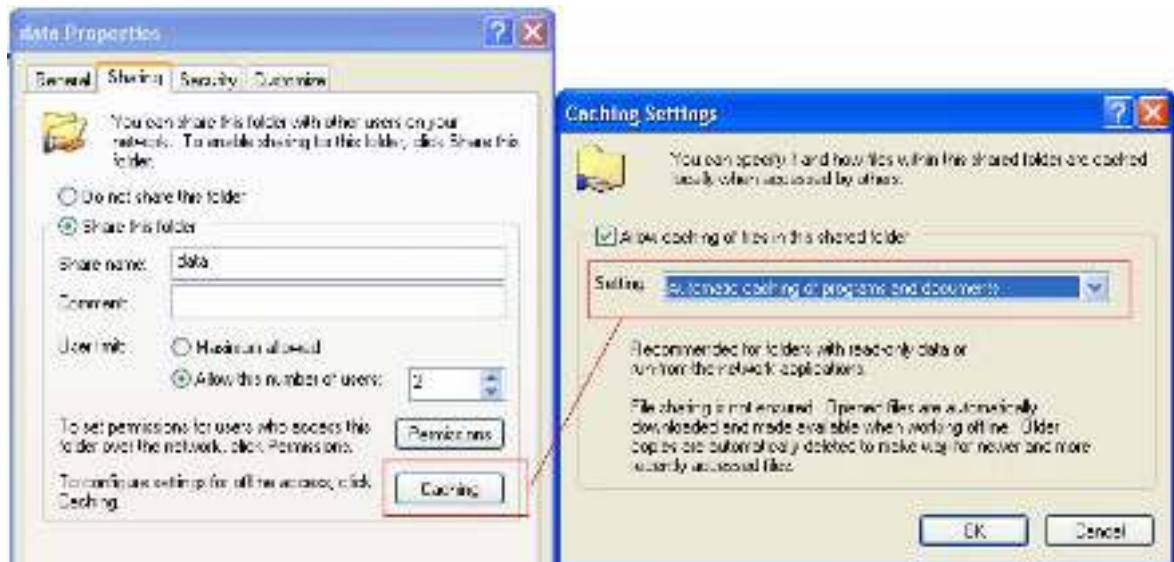 data Properties
General Sharing Security Customize
You can share this folder with other users on your
network. To enable sharing for this folder, click Share this
folder.
Do not share this folder
Share this folder
Share name: data
Comment:
User limit: Maximum allowed
Allow this number of users: 2
To set permissions for users who access this
folder over the network, click Permissions.
Permissions
To configure settings for offline access, click
Caching.
Caching
Caching Settings
You can specify if and how files within this shared folder are cached
locally when accessed by others.
Allow caching of files in this shared folder
Setting: Automatic caching of programs and documents
Recommended for folders with read-only data or
run from the network applications.
File sharing is not ensured. Opened files are automatically
downloaded and made available when working offline. Older
copies are automatically deleted to make way for newer and more
recently accessed files.
OK Cancel